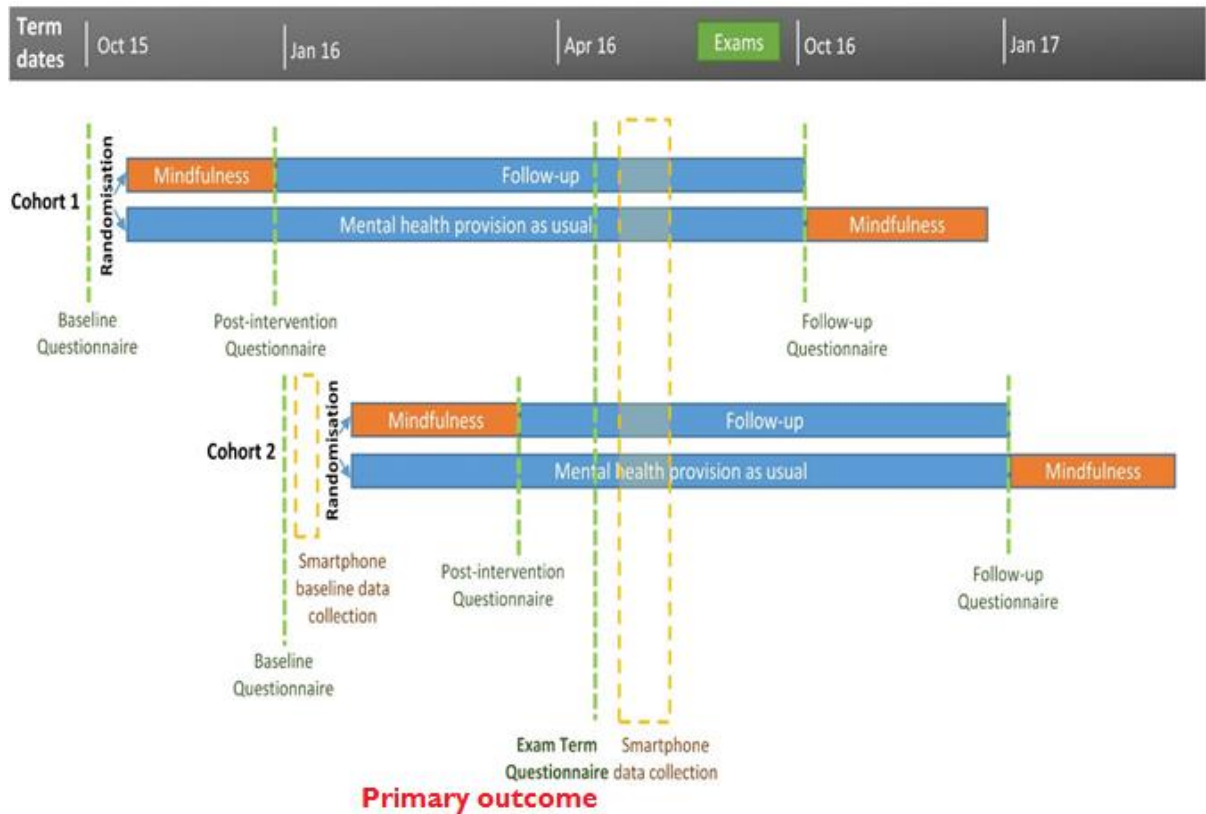 Term
dates
Oct 15
Jan 16
Apr 16
Exams
Oct 16
Jan 17
Cohort 1
Randomisation
Mindfulness
Follow-up
Mental health provision as usual
Mindfulness
Baseline
Questionnaire
Post-intervention
Questionnaire
Follow-up
Questionnaire
Cohort 2
Randomisation
Mindfulness
Follow-up
Mental health provision as usual
Mindfulness
Smartphone
baseline data
collection
Post-intervention
Questionnaire
Follow-up
Questionnaire
Baseline
Questionnaire
Exam Term
Questionnaire
Smartphone
data collection
Primary outcome